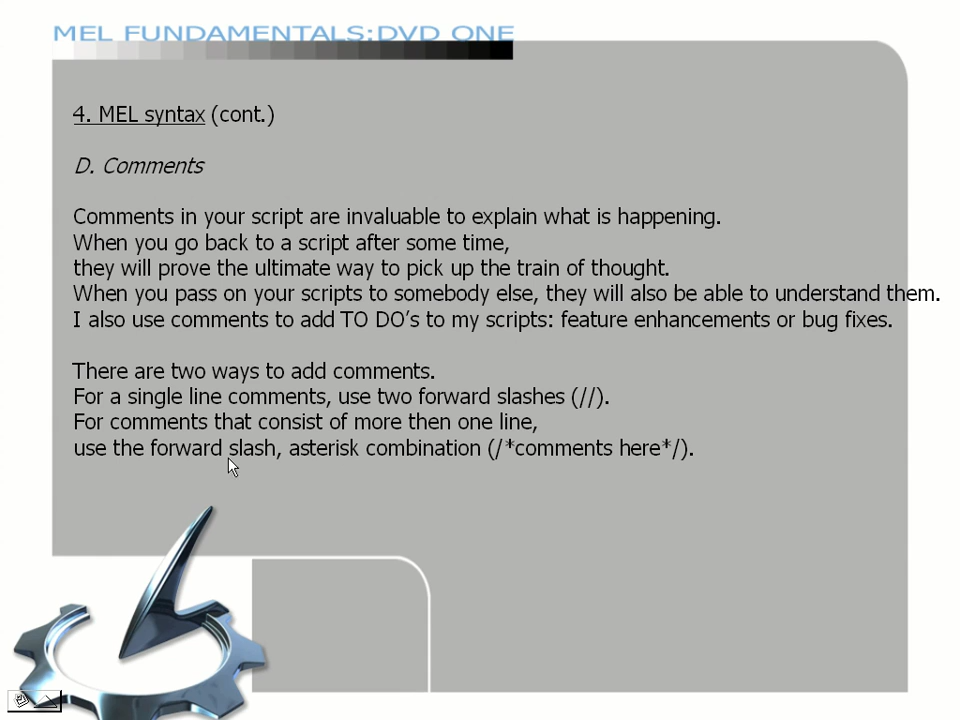 MEL FUNDAMENTALS:DVD ONE
4. MEL syntax (cont.)
D. Comments
Comments in your script are invaluable to explain what is happening.
When you go back to a script after some time,
they will prove the ultimate way to pick up the train of thought.
When you pass on your scripts to somebody else, they will also be able to understand them.
I also use comments to add TO DO’s to my scripts: feature enhancements or bug fixes.
There are two ways to add comments.
For a single line comments, use two forward slashes (//).
For comments that consist of more then one line,
use the forward slash, asterisk combination (/*comments here*/).